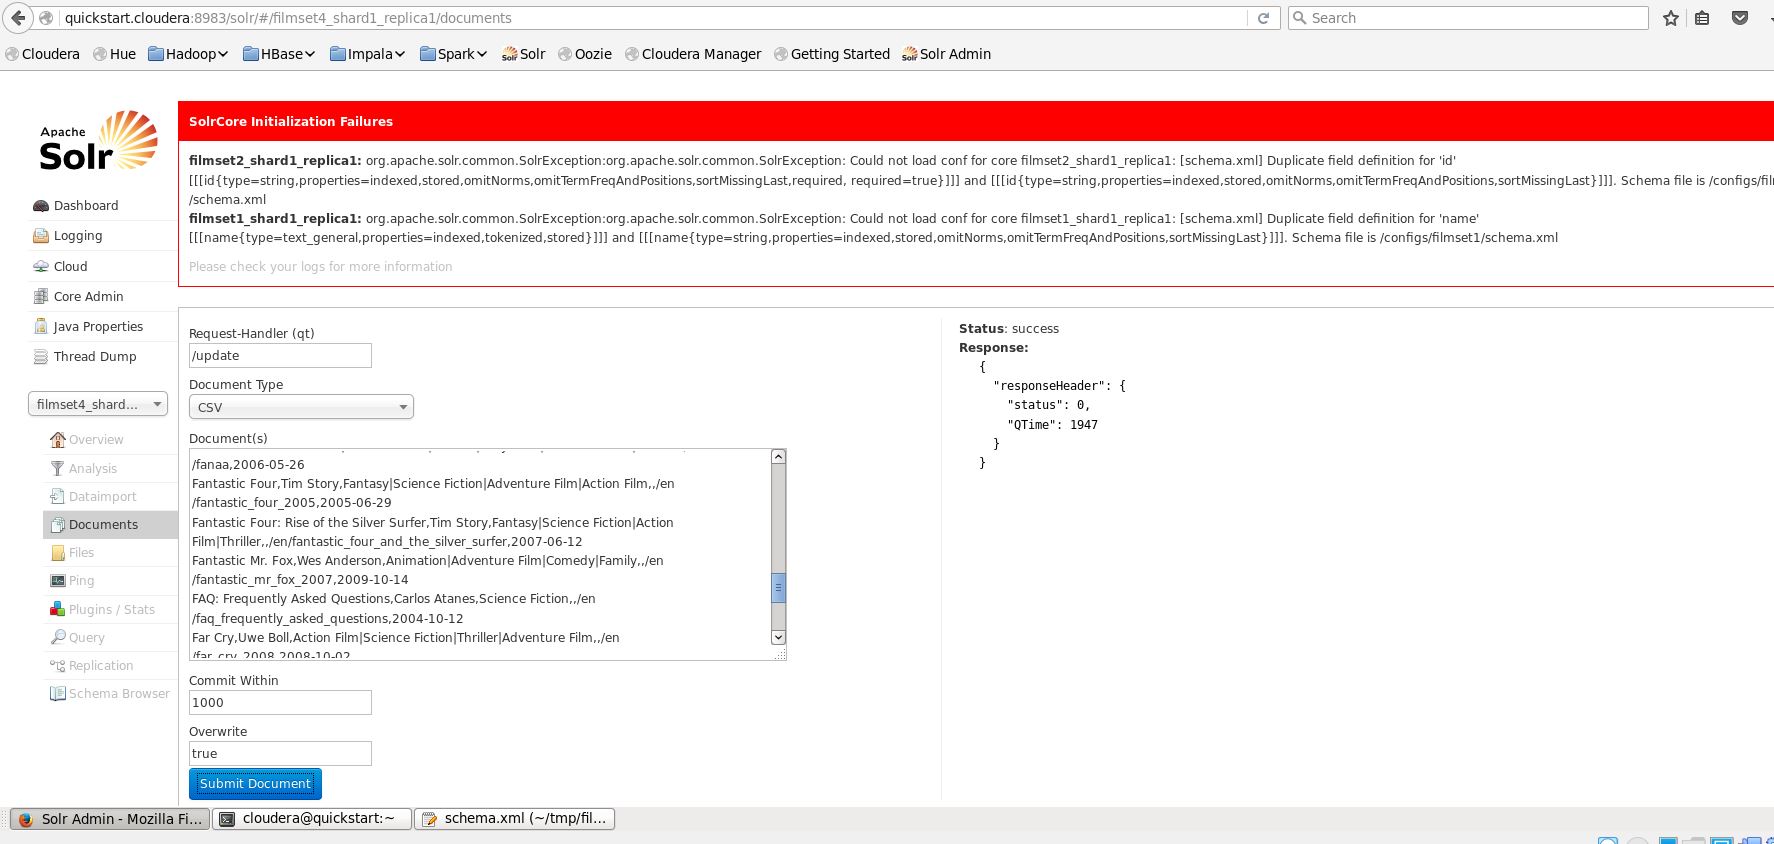 quickstart.cloudera:8983/solr/#/filmset4_shard1_replica1/documents
Search
Cloudera Hue Hadoop HBase Impala Spark Solr Oozie Cloudera Manager Getting Started Solr Admin
Apache
Solr
SolrCore Initialization Failures
filmset2_shard1_replica1: org.apache.solr.common.SolrException:org.apache.solr.common.SolrException: Could not load conf for core filmset2_shard1_replica1: [schema.xml] Duplicate field definition for 'id'
[[[id{type=string,properties=indexed,stored,omitNorms,omitTermFreqAndPositions,sortMissingLast,required, required=true}]]] and [[[id{type=string,properties=indexed,stored,omitNorms,omitTermFreqAndPositions,sortMissingLast}]]]. Schema file is /configs/fil
/schema.xml
filmset1_shard1_replica1: org.apache.solr.common.SolrException:org.apache.solr.common.SolrException: Could not load conf for core filmset1_shard1_replica1: [schema.xml] Duplicate field definition for 'name'
[[[name{type=text_general,properties=indexed,tokenized,stored}]]] and [[[name{type=string,properties=indexed,stored,omitNorms,omitTermFreqAndPositions,sortMissingLast}]]]. Schema file is /configs/filmset1/schema.xml
Please check your logs for more information
Dashboard
Logging
Cloud
Core Admin
Java Properties
Thread Dump
filmset4_shard...
Overview
Analysis
Dataimport
Documents
Files
Ping
Plugins / Stats
Query
Replication
Schema Browser
Request-Handler (qt)
/update
Document Type
CSV
Document(s)
/fanaa,2006-05-26
Fantastic Four,Tim Story,Fantasy|Science Fiction|Adventure Film|Action Film,,/en
/fantastic_four_2005,2005-06-29
Fantastic Four: Rise of the Silver Surfer,Tim Story,Fantasy|Science Fiction|Action
Film|Thriller,,/en/fantastic_four_and_the_silver_surfer,2007-06-12
Fantastic Mr. Fox,Wes Anderson,Animation|Adventure Film|Comedy|Family,,/en
/fantastic_mr_fox_2007,2009-10-14
FAQ: Frequently Asked Questions,Carlos Atanes,Science Fiction,,/en
/faq_frequently_asked_questions,2004-10-12
Far Cry,Uwe Boll,Action Film|Science Fiction|Thriller|Adventure Film,,/en
/far_cry_2008,2008-10-02
Commit Within
1000
Overwrite
true
Submit Document
Status: success
Response:
{
"responseHeader": {
"status": 0,
"QTime": 1947
}
}
Solr Admin - Mozilla Fi...
cloudera@quickstart:~
schema.xml (~/tmp/fil...